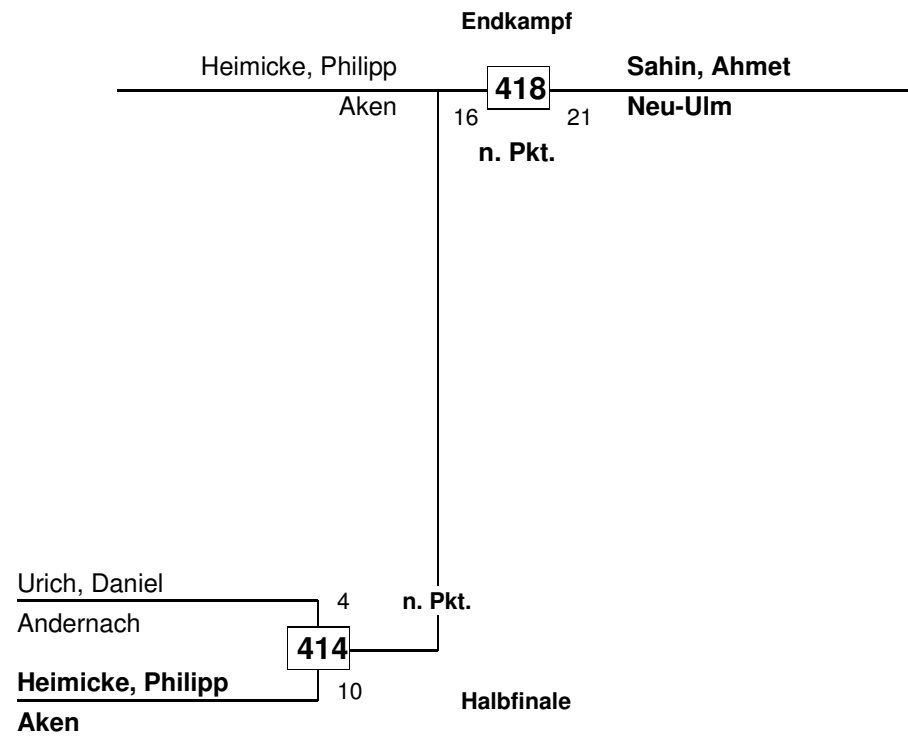 Endkampf
Heimicke, Philipp
Aken
16
418
21
Sahin, Ahmet
Neu-Ulm
n. Pkt.
Urich, Daniel
Andernach
4
n. Pkt.
414
Heimicke, Philipp
Aken
10
Halbfinale